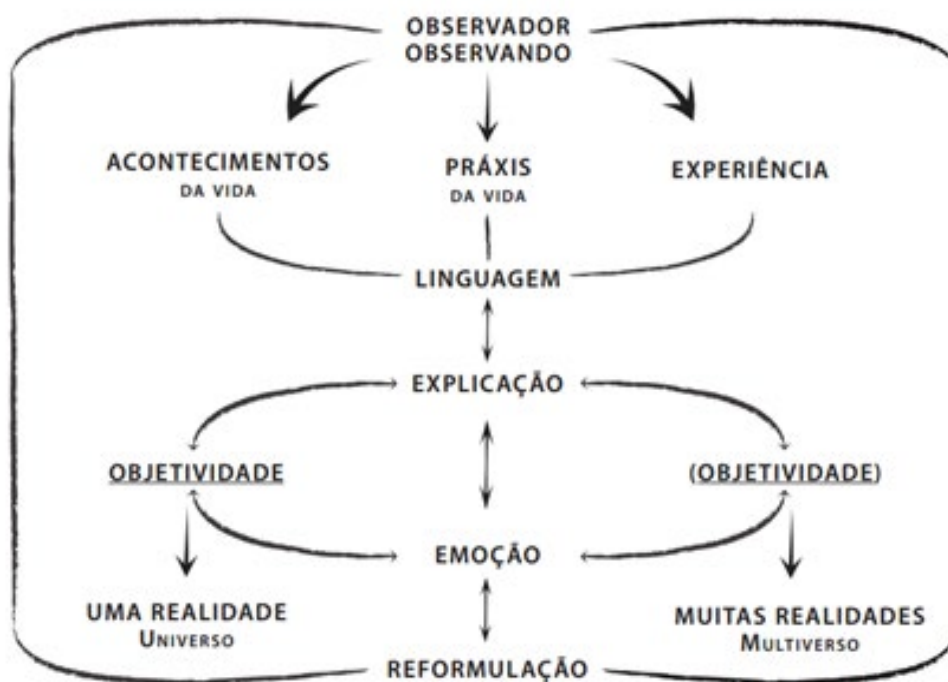 OBSERVADOR
OBSERVANDO
ACONTECIMENTOS
DA VIDA
PRÁXIS
DA VIDA
EXPERIÊNCIA
LINGUAGEM
EXPLICAÇÃO
OBJETIVIDADE
(OBJETIVIDADE)
EMOÇÃO
UMA REALIDADE
UNIVERSO
MUITAS REALIDADES
MULTIVERSO
REFORMULAÇÃO